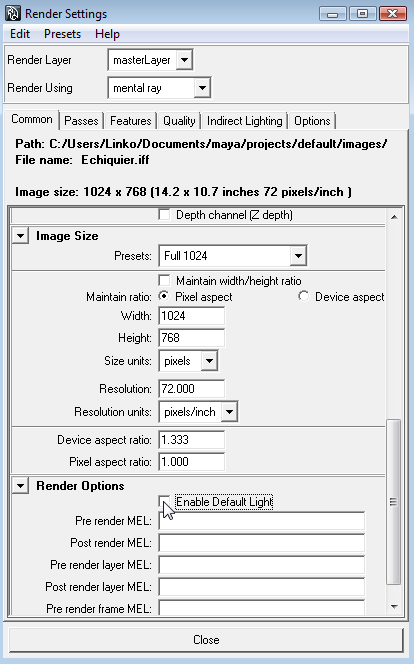 Render Settings
Edit Presets Help
Render Layer masterLayer
Render Using mental ray
Common Passes Features Quality Indirect Lighting Options
Path: C:/Users/Linko/Documents/maya/projects/default/images/
File name: Echiquier.iff
Image size: 1024 x 768 (14.2 x 10.7 inches 72 pixels/inch )
Depth channel (Z depth)
Image Size
Presets: Full 1024
Maintain width/height ratio
Maintain ratio: Pixel aspect Device aspect
Width: 1024
Height: 768
Size units: pixels
Resolution: 72.000
Resolution units: pixels/inch
Device aspect ratio: 1.333
Pixel aspect ratio: 1.000
Render Options
Enable Default Light
Pre render MEL:
Post render MEL:
Pre render layer MEL:
Post render layer MEL:
Pre render frame MEL:
Close